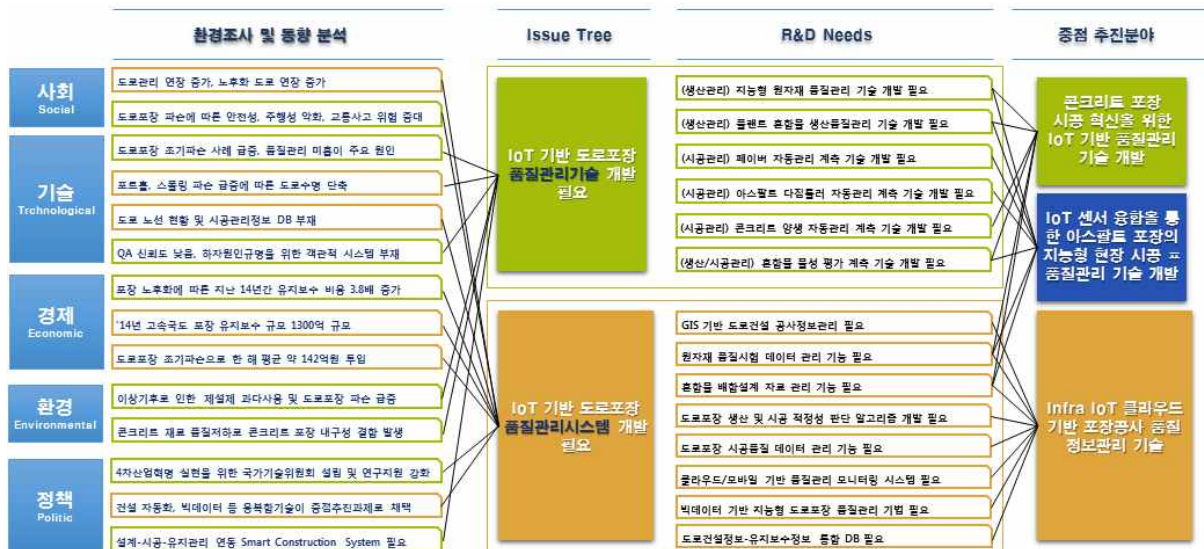 환경조사 및 동향 분석
Issue Tree
R&D Needs
중점 추진분야
사회
Social
도로관리 연장 증가, 노후화 도로 연장 증가
도로포장 파손에 따른 안전성, 주행성 악화, 교통사고 위험 증대
기술
Trchnological
도로포장 조기파손 사례 급증, 품질관리 미흡이 주요 원인
포트홀, 스폴링 파손 급증에 따른 도로수명 단축
도로 노선 현황 및 시공관리정보 DB 부재
QA 신뢰도 낮음, 하자원인규명을 위한 객관적 시스템 부재
경제
Economic
포장 노후화에 따른 지난 14년간 유지보수 비용 3.8배 증가
'14년 고속국도 포장 유지보수 규모 1300억 규모
도로포장 조기파손으로 한 해 평균 약 142억원 투입
환경
Environmental
이상기후로 인한 제설제 과다사용 및 도로포장 파손 급증
콘크리트 재료 품질저하로 콘크리트 포장 내구성 결함 발생
정책
Politic
4차산업혁명 실현을 위한 국가기술위원회 설립 및 연구지원 강화
건설 자동화, 빅데이터 등 융복합기술이 중점추진과제로 채택
설계-시공-유지관리 연동 Smart Construction System 필요
IoT 기반 도로포장
품질관리기술 개발
필요
IoT 기반 도로포장
품질관리시스템 개발
필요
(생산관리) 지능형 원자재 품질관리 기술 개발 필요
(생산관리) 플랜트 혼합물 생산품질관리 기술 개발 필요
(시공관리) 페이버 자동관리 계측 기술 개발 필요
(시공관리) 아스팔트 다짐롤러 자동관리 계측 기술 개발 필요
(시공관리) 콘크리트 양생 자동관리 계측 기술 개발 필요
(생산/시공관리) 혼합물 물성 평가 계측 기술 개발 필요
GIS 기반 도로건설 공사정보관리 필요
원자재 품질시험 데이터 관리 기능 필요
혼합물 배합설계 자료 관리 기능 필요
도로포장 생산 및 시공 적정성 판단 알고리즘 개발 필요
도로포장 시공품질 데이터 관리 기능 필요
클라우드/모바일 기반 품질관리 모니터링 시스템 필요
빅데이터 기반 지능형 도로포장 품질관리 기법 필요
도로건설정보-유지보수정보 통합 DB 필요
콘크리트 포장
시공 혁신을 위한
IoT 기반 품질관리
기술 개발
IoT 센서 융합을 통
한 아스팔트 포장의
지능형 현장 시공 ㅍ
품질관리 기술 개발
Infra IoT 클라우드
기반 포장공사 품질
정보관리 기술